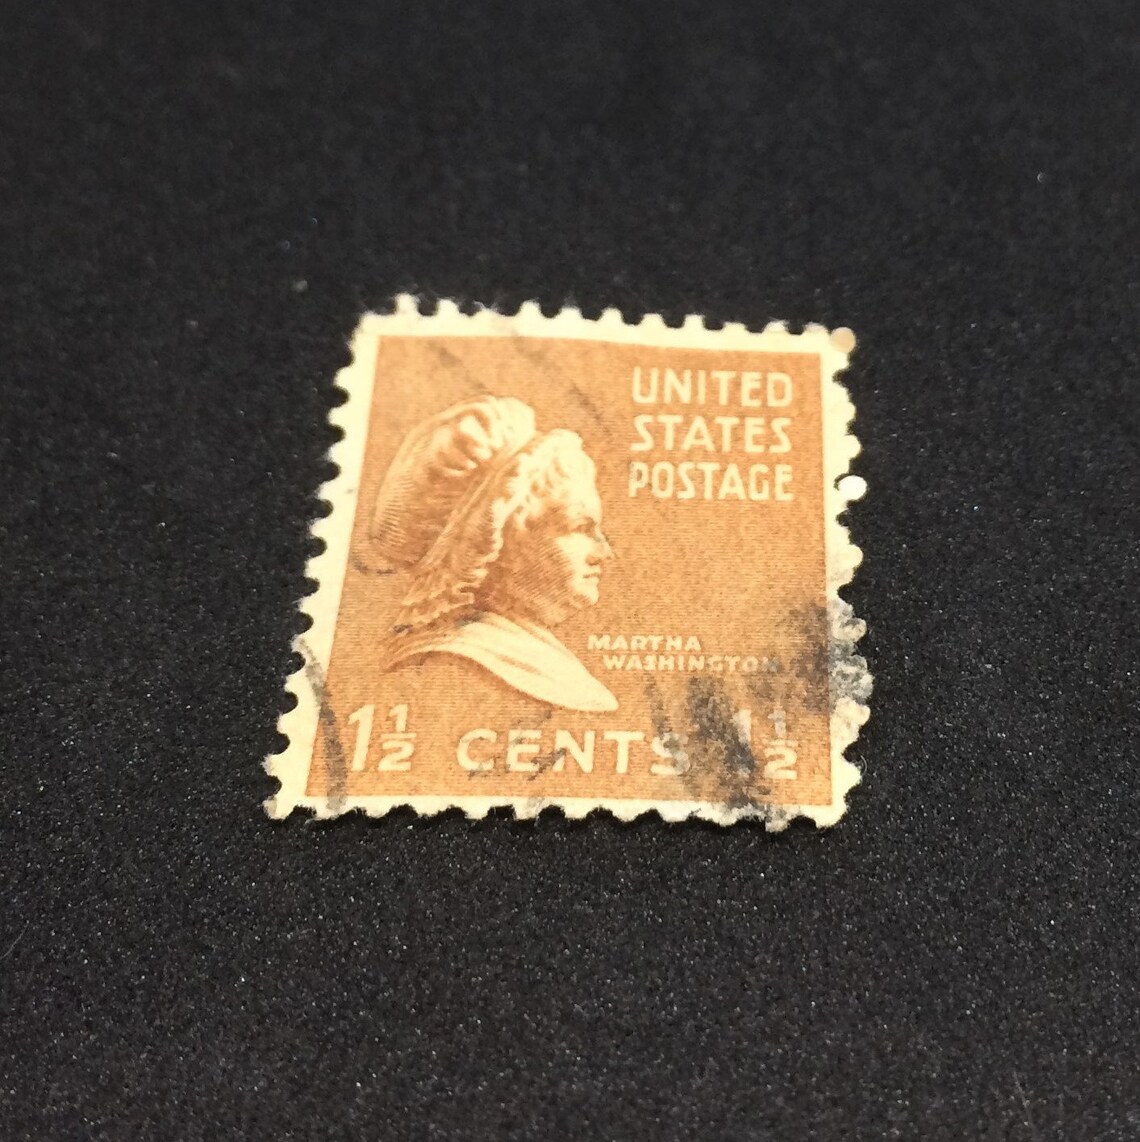 UNITED
STATES
POSTAGE
MARTHA
WASHINGTON
1½ CENTS 1½